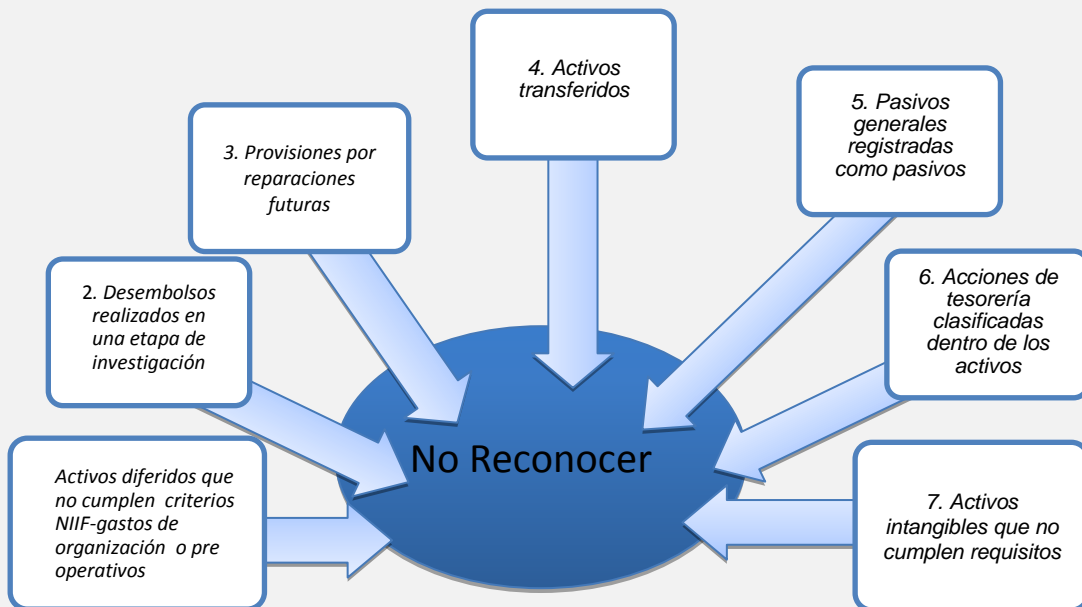 Activos diferidos que
no cumplen criterios
NIIF-gastos de
organización o pre
operativos
2. Desembolsos
realizados en
una etapa de
investigación
3. Provisiones por
reparaciones
futuras
4. Activos
transferidos
5. Pasivos
generales
registradas
como pasivos
6. Acciones de
tesorería
clasificadas
dentro de los
activos
7. Activos
intangibles que no
cumplen requisitos
No Reconocer